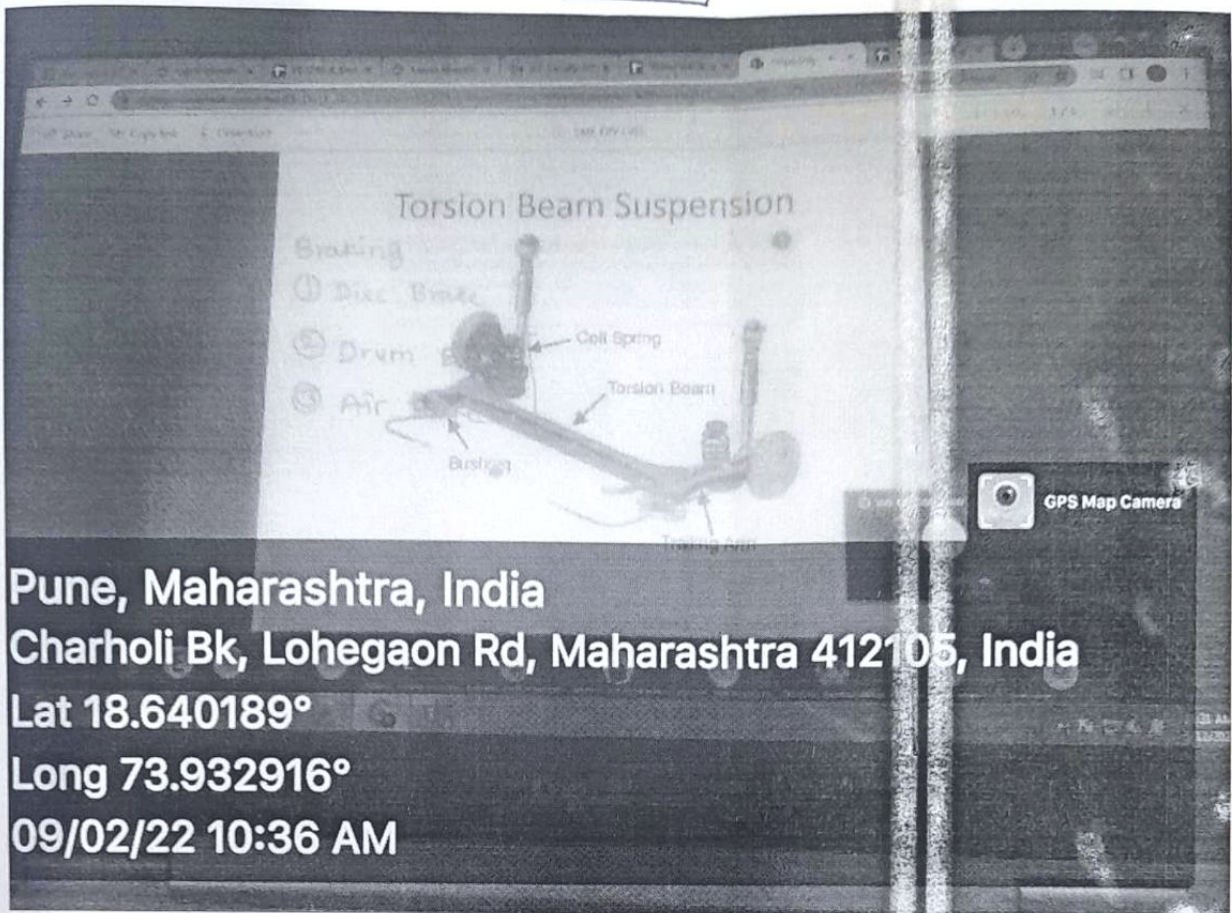 Torsion Beam Suspension
Braking
① Disc Brake
② Drum
③ Air
Coil Spring
Torsion Beam
Bushing
Trailing Arm
GPS Map Camera
Pune, Maharashtra, India
Charholi Bk, Lohegaon Rd, Maharashtra 412105, India
Lat 18.640189°
Long 73.932916°
09/02/22 10:36 AM